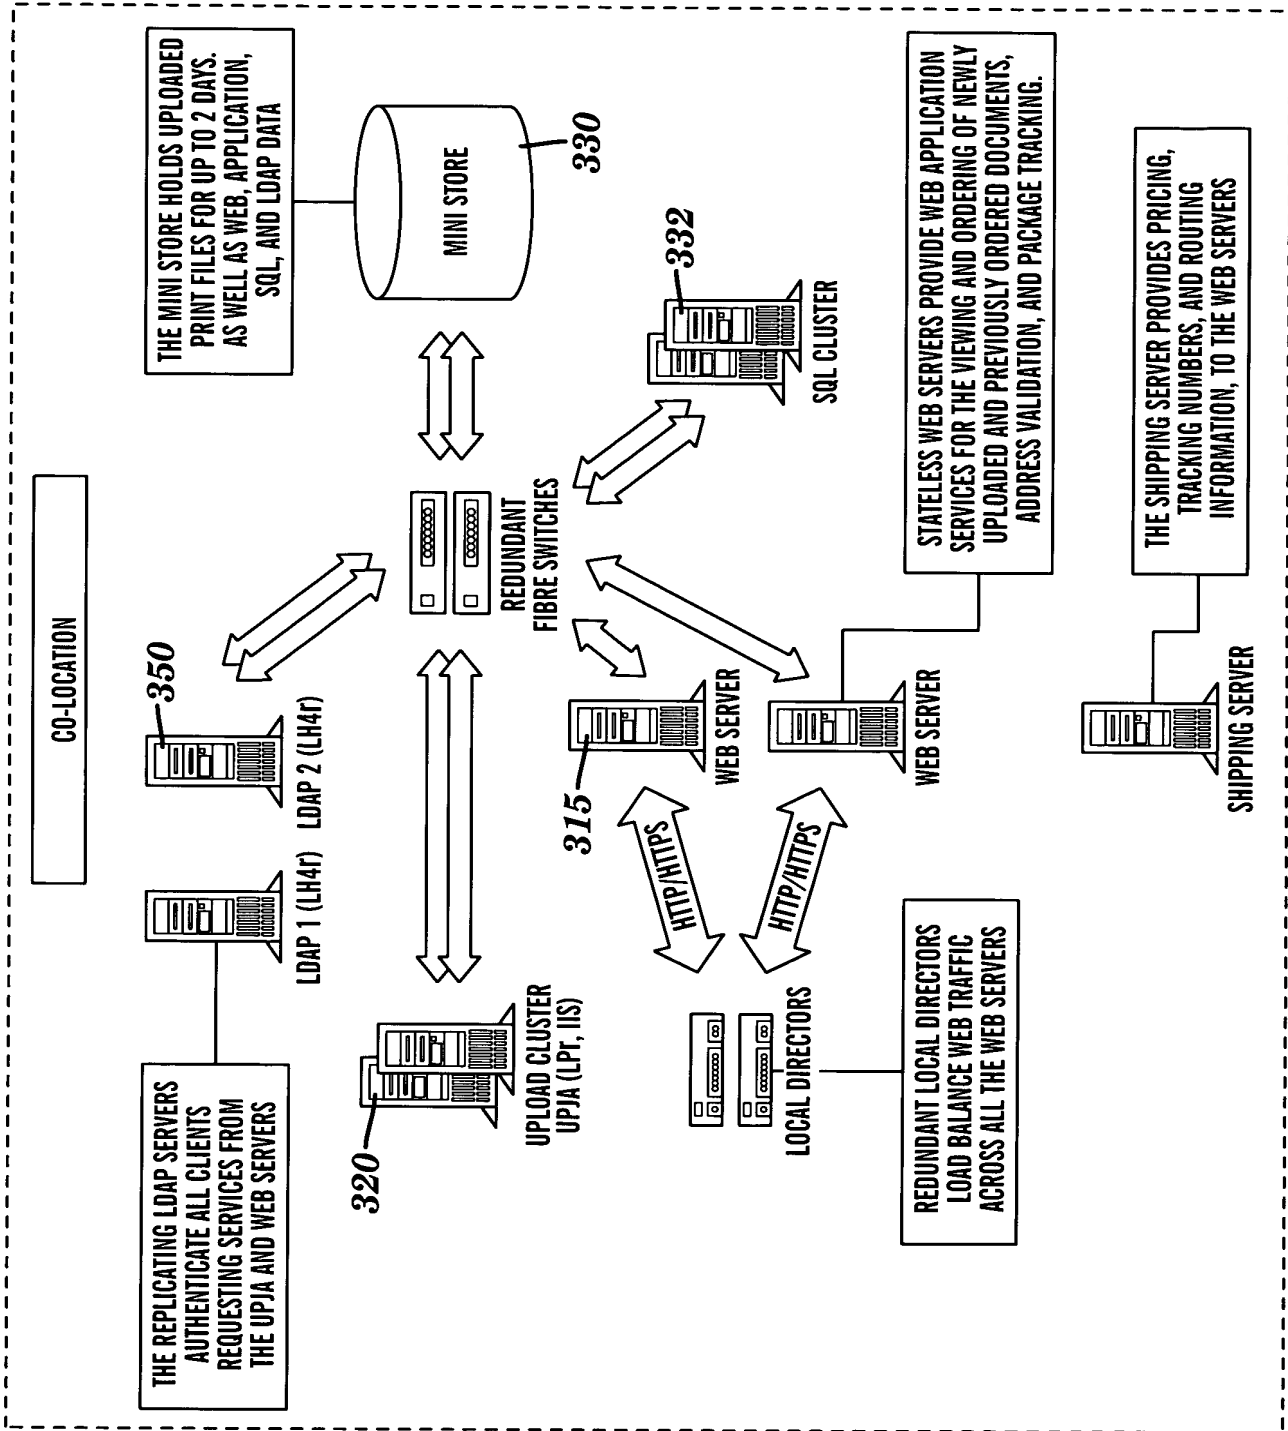 CO-LOCATION
THE REPLICATING LDAP SERVERS
AUTHENTICATE ALL CLIENTS
REQUESTING SERVICES FROM
THE UPJA AND WEB SERVERS
LDAP 1 (LH4r)
LDAP 2 (LH4r)
350
THE MINI STORE HOLDS UPLOADED
PRINT FILES FOR UP TO 2 DAYS.
AS WELL AS WEB, APPLICATION,
SQL, AND LDAP DATA
MINI STORE
330
320
UPLOAD CLUSTER
UPJA (LPr, IIS)
REDUNDANT
FIBRE SWITCHES
332
SQL CLUSTER
315
WEB SERVER
HTTP/HTTPS
HTTP/HTTPS
LOCAL DIRECTORS
WEB SERVER
REDUNDANT LOCAL DIRECTORS
LOAD BALANCE WEB TRAFFIC
ACROSS ALL THE WEB SERVERS
STATELESS WEB SERVERS PROVIDE WEB APPLICATION
SERVICES FOR THE VIEWING AND ORDERING OF NEWLY
UPLOADED AND PREVIOUSLY ORDERED DOCUMENTS,
ADDRESS VALIDATION, AND PACKAGE TRACKING.
SHIPPING SERVER
THE SHIPPING SERVER PROVIDES PRICING,
TRACKING NUMBERS, AND ROUTING
INFORMATION, TO THE WEB SERVERS